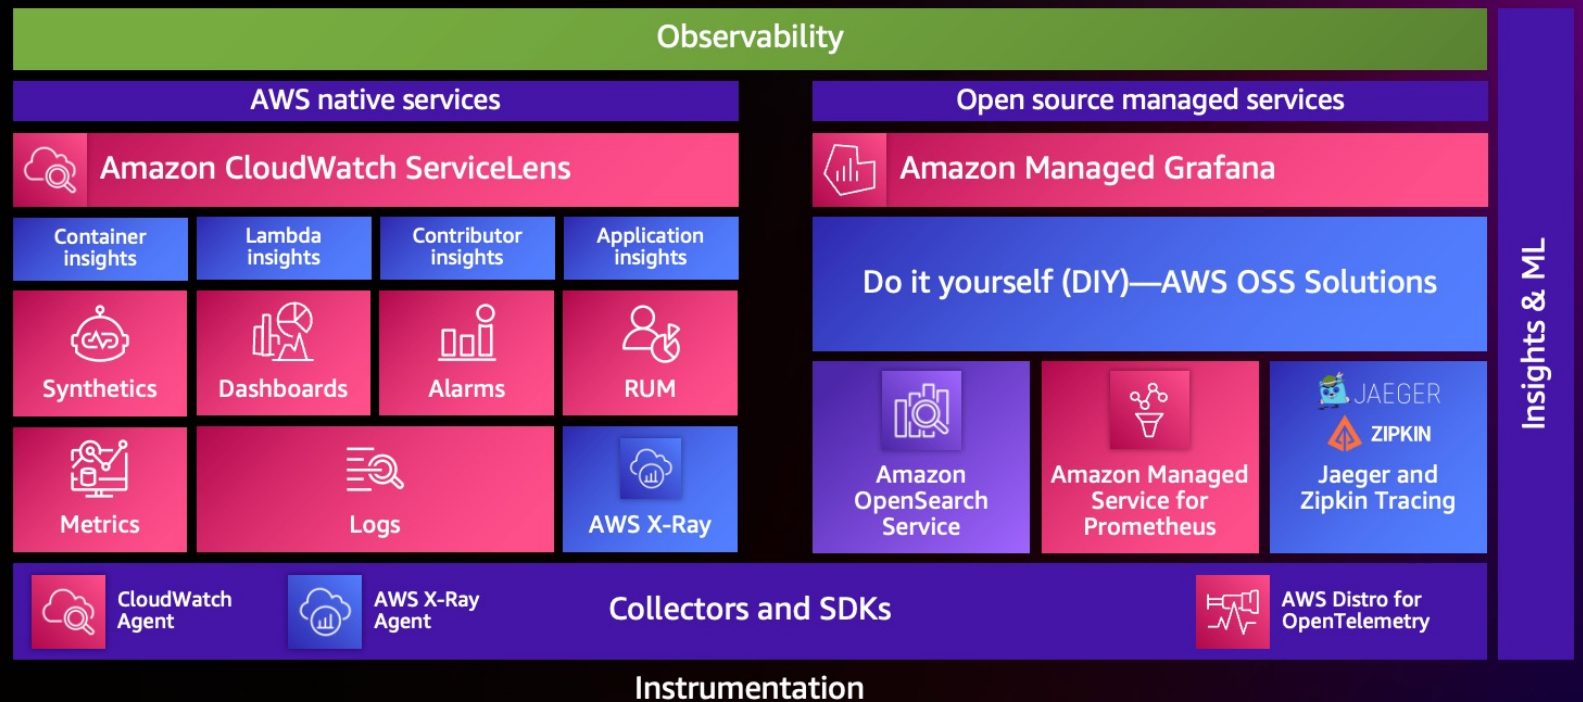 Observability
AWS native services
Open source managed services
Amazon CloudWatch ServiceLens
Amazon Managed Grafana
Container
insights
Lambda
insights
Contributor
insights
Application
insights
Do it yourself (DIY)—AWS OSS Solutions
Synthetics
Dashboards
Alarms
RUM
Metrics
Logs
AWS X-Ray
Amazon
OpenSearch
Service
Amazon Managed
Service for
Prometheus
JAEGER
ZIPKIN
Jaeger and
Zipkin Tracing
CloudWatch
Agent
AWS X-Ray
Agent
Collectors and SDKs
AWS Distro for
OpenTelemetry
Insights & ML
Instrumentation